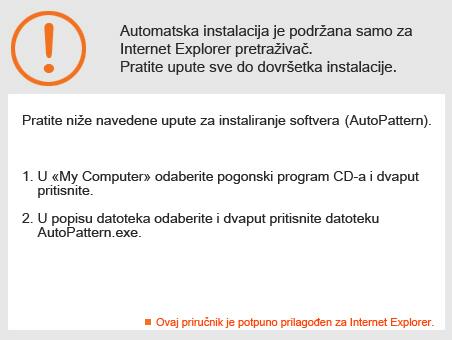 Automatska instalacija je podržana samo za
Internet Explorer pretraživač.
Pratite upute sve do dovršetka instalacije.
Pratite niže navedene upute za instaliranje softvera (AutoPattern).
1. U «My Computer» odaberite pogonski program CD-a i dvaput
pritisnite.
2. U popisu datoteka odaberite i dvaput pritisnite datoteku
AutoPattern.exe.
Ovaj priručnik je potpuno prilagođen za Internet Explorer.